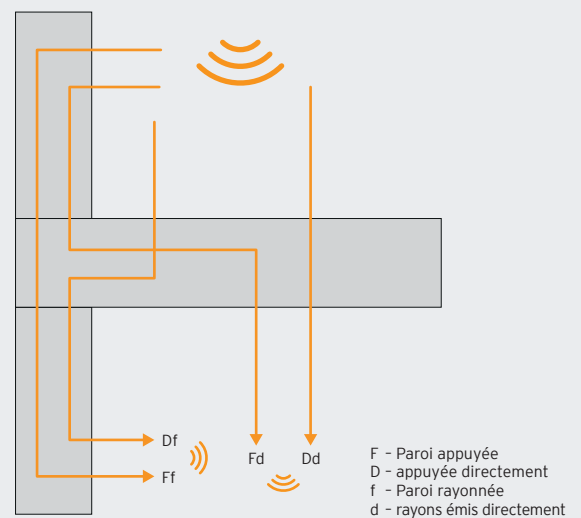 Df
Ff
Fd
Dd
F – Paroi appuyée
D – appuyée directement
f – Paroi rayonnée
d – rayons émis directement